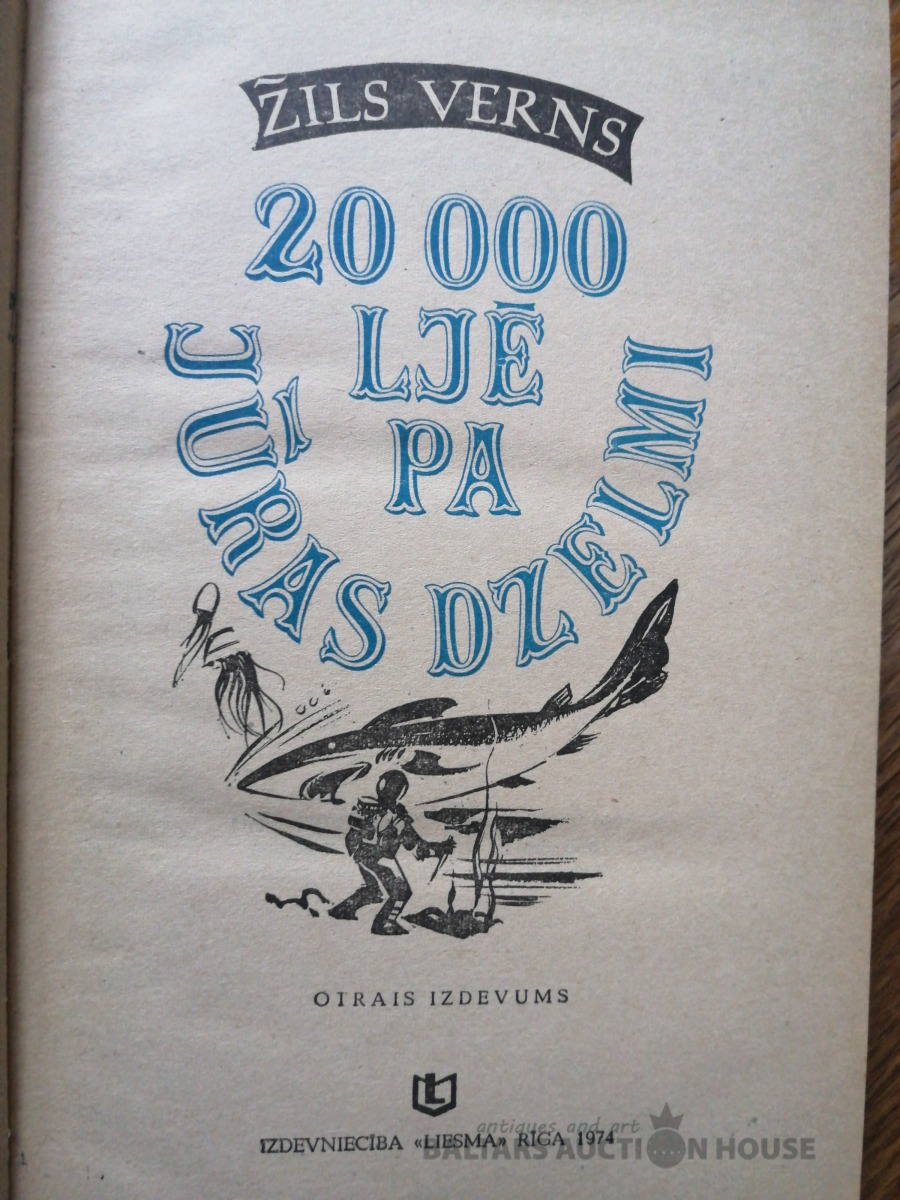 ŽILS VERNS
20 000
LJĒ
PA
JŪRAS DZELMI
OTRAIS IZDEVUMS
L
IZDEVNIECĪBA «LIESMA» RĪGA 1974
antiques and art
BALTARS AUCTION HOUSE